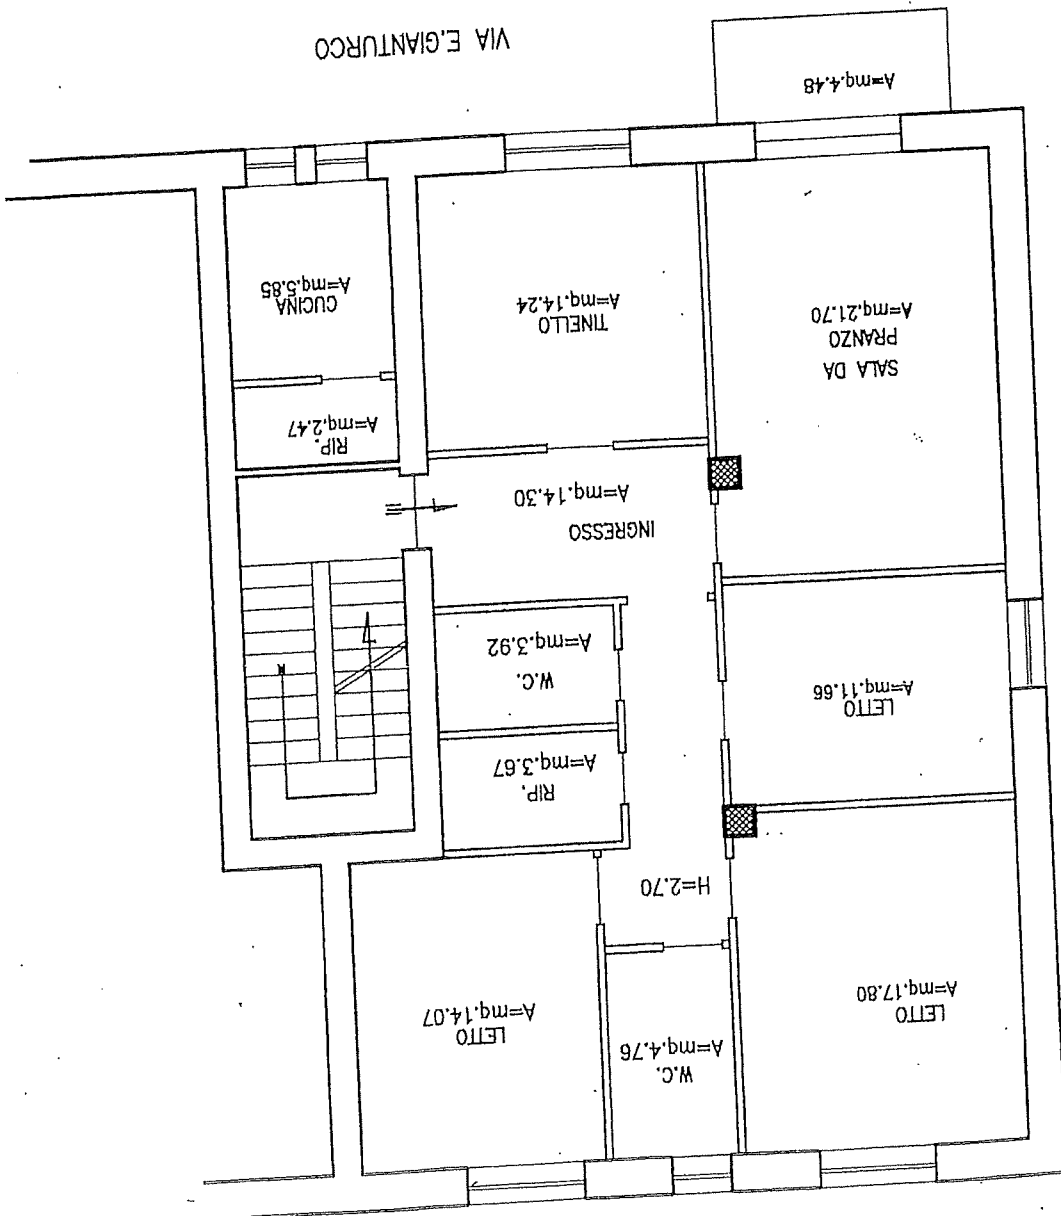 LETTO
A=mq.17.80
W.C.
A=mq.4.76
LETTO
A=mq.14.07
H=2.70
RIP.
A=mq.3.67
LETTO
A=mq.11.66
W.C.
A=mq.3.92
INGRESSO
A=mq.14.30
RIP.
A=mq.2.47
SALA DA
PRANZO
A=mq.21.70
TINELLO
A=mq.14.24
CUCINA
A=mq.5.85
A=mq.4.48
VIA E.GIANTURCO